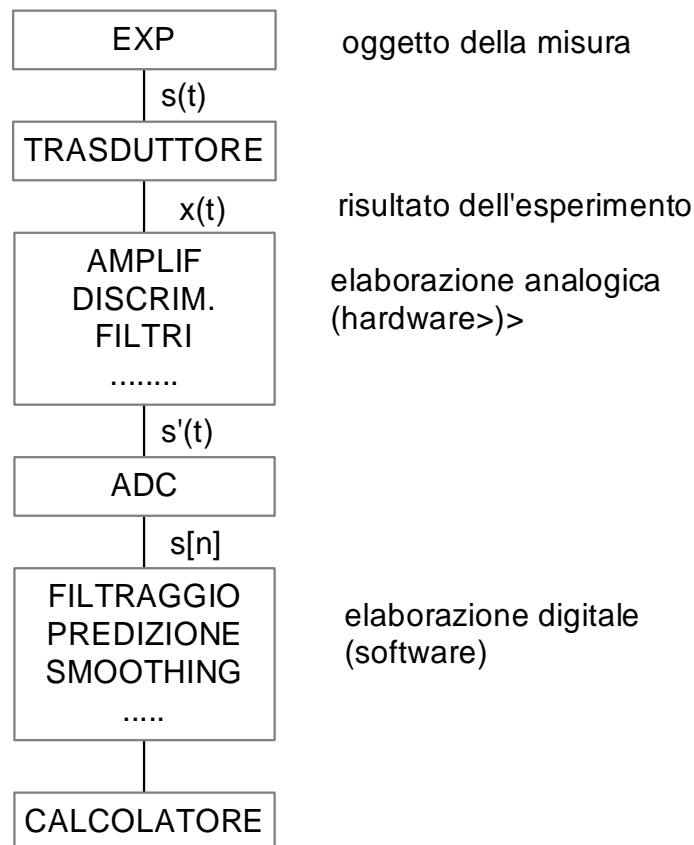 EXP
oggetto della misura
s(t)
TRASDUTTORE
x(t)
risultato dell'esperimento
AMPLIF
DISCRIM.
FILTRI
........
elaborazione analogica
(hardware>)>
s'(t)
ADC
s[n]
FILTRAGGIO
PREDIZIONE
SMOOTHING
.....
elaborazione digitale
(software)
CALCOLATORE